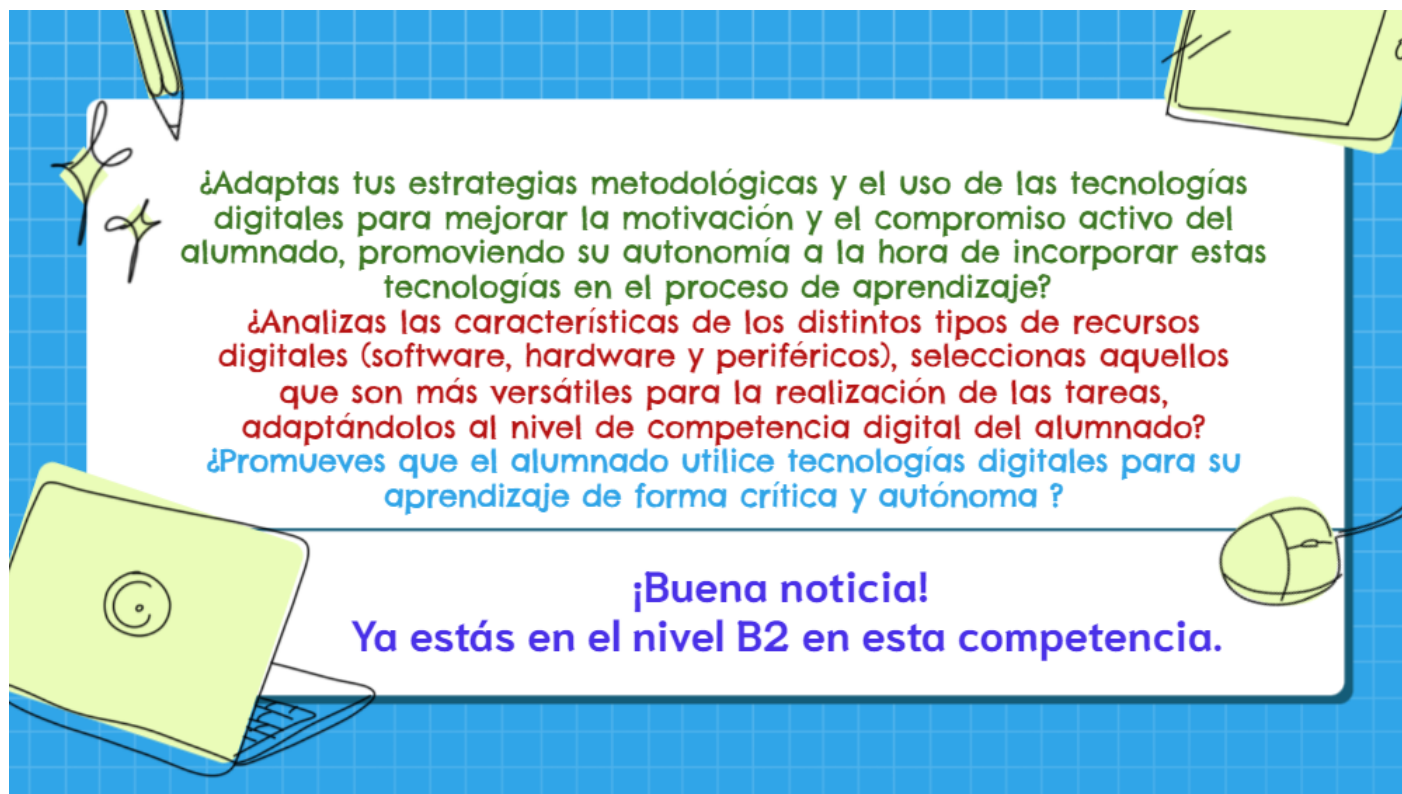 ¿Adaptas tus estrategias metodológicas y el uso de las tecnologías
digitales para mejorar la motivación y el compromiso activo del
alumnado, promoviendo su autonomía a la hora de incorporar estas
tecnologías en el proceso de aprendizaje?
¿Analizas las características de los distintos tipos de recursos
digitales (software, hardware y periféricos), seleccionas aquellos
que son más versátiles para la realización de las tareas,
adaptándolos al nivel de competencia digital del alumnado?
¿Promueves que el alumnado utilice tecnologías digitales para su
aprendizaje de forma crítica y autónoma ?
¡Buena noticia!
Ya estás en el nivel B2 en esta competencia.